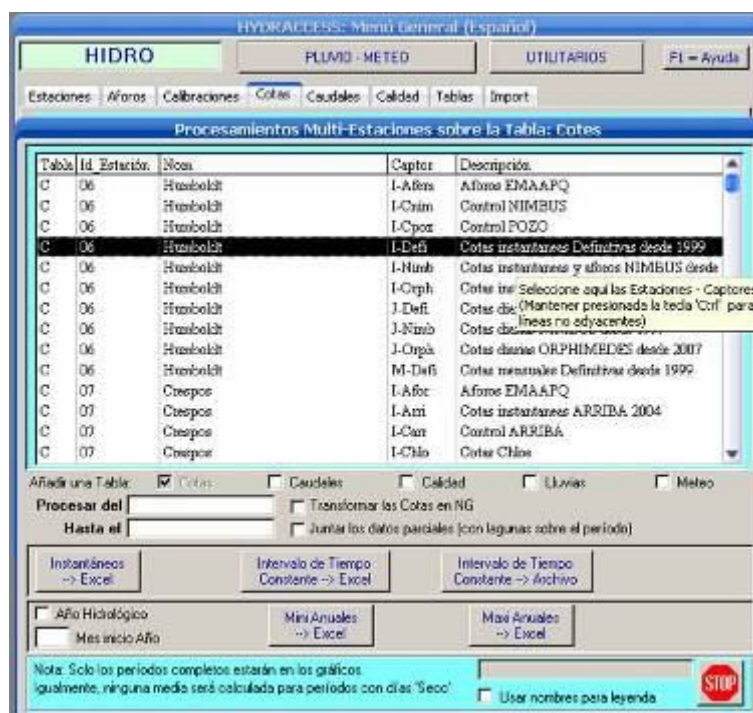 HYDRACCESS: Menú General (Español)
HIDRO PLUVIO - METEO UTILITARIOS F1 = Ayuda
Estaciones Aforos Calibraciones Cotas Caudales Calidad Tablas Import
Procesamientos Multi-Estaciones sobre la Tabla: Cotes
Tabla Id_Estación Nom Captor Descripción
C 06 Humboldt I-Afors Aforos EMAAPQ
C 06 Humboldt I-Cnim Control NIMBUS
C 06 Humboldt I-Cpoz Control POZO
C 06 Humboldt I-Defi Cotas instantaneas Definitivas desde 1999
C 06 Humboldt I-Nimb Cotas instantaneas y aforos NIMBUS desde
C 06 Humboldt I-Orph Cotas
C 06 Humboldt J-Defi Cotas
C 06 Humboldt J-Nimb Cotas diarias
C 06 Humboldt J-Orph Cotas diarias ORPHIMEDES desde 2007
C 06 Humboldt M-Defi Cotas mensuales Definitivas desde 1999
C 07 Crespos I-Afor Aforos EMAAPQ
C 07 Crespos I-Arri Cotas instantaneas ARRIBA 2004
C 07 Crespos I-Carr Control ARRIBA
C 07 Crespos I-Chlo Cotas Chloe
Seleccione aquí las Estaciones - Captores
(Mantener presionada la tecla 'Ctrl' para
líneas no adyacentes)
Añadir una Tabla: Cotas Caudales Calidad Lluvias Meteo
Procesar del Transformar las Cotas en NG
Hasta el Juntar los datos parciales (con lagunas sobre el período)
Instantáneos Intervalo de Tiempo Intervalo de Tiempo
--> Excel Constante --> Excel Constante --> Archivo
Año Hidrológico Mini Anuales Maxi Anuales
Mes inicio Año --> Excel --> Excel
Nota: Solo los períodos completos estarán en los gráficos.
Igualmente, ninguna media será calculada para períodos con días 'Seco'
Usar nombres para leyenda STOP